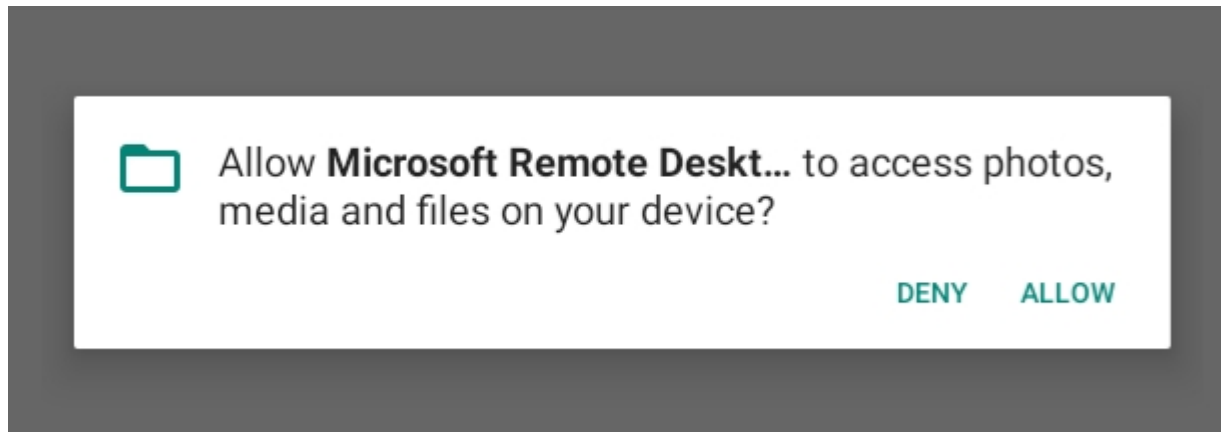 Allow Microsoft Remote Deskt... to access photos,
media and files on your device?
DENY ALLOW